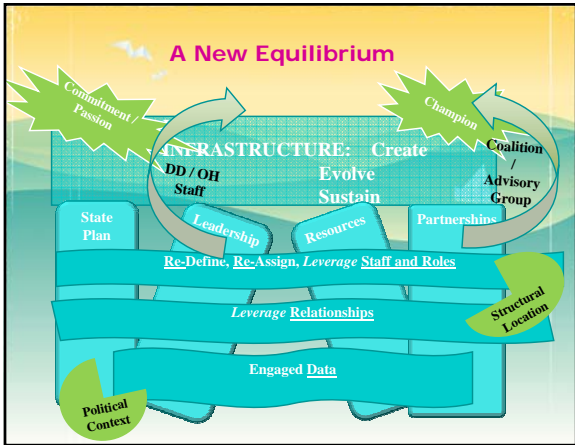 A New Equilibrium
Commitment /
Passion
Champion
INFRASTRUCTURE: Create
Evolve
Sustain
DD / OH
Staff
Coalition
/
Advisory
Group
State
Plan
Leadership
Resources
Partnerships
Re-Define, Re-Assign, Leverage Staff and Roles
Leverage Relationships
Structural
Location
Engaged Data
Political
Context